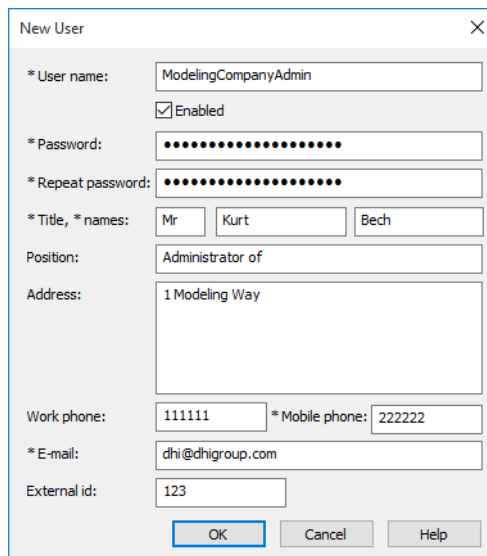 New User
* User name: ModelingCompanyAdmin
Enabled
* Password: ••••••••••••••••••••
* Repeat password: ••••••••••••••••••••
* Title, * names: Mr Kurt Bech
Position: Administrator of
Address: 1 Modeling Way
Work phone: 111111 * Mobile phone: 222222
* E-mail: dhi@dhigroup.com
External id: 123
OK Cancel Help